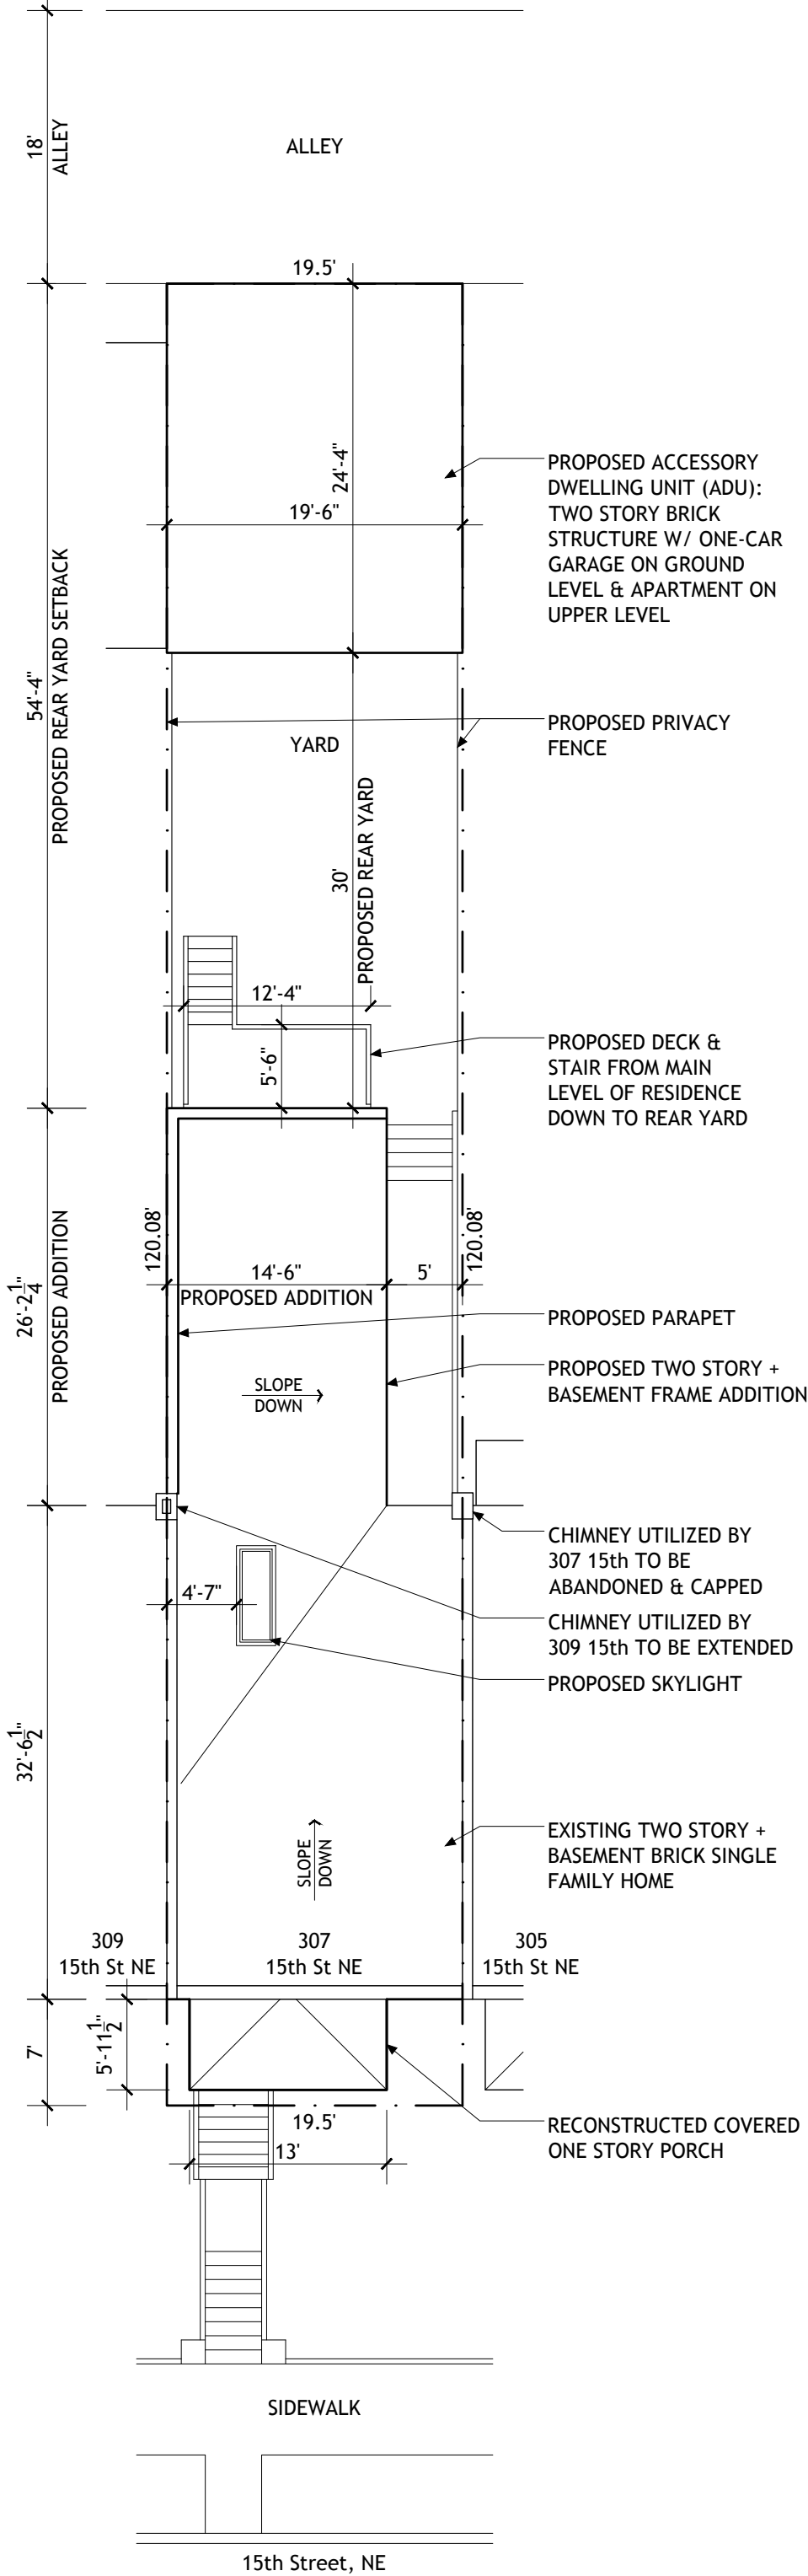 18'
ALLEY
ALLEY
19.5'
24'-4"
19'-6"
PROPOSED ACCESSORY
DWELLING UNIT (ADU):
TWO STORY BRICK
STRUCTURE W/ ONE-CAR
GARAGE ON GROUND
LEVEL & APARTMENT ON
UPPER LEVEL
54'-4"
PROPOSED REAR YARD SETBACK
YARD
PROPOSED PRIVACY
FENCE
30'
PROPOSED REAR YARD
12'-4"
5'-6"
PROPOSED DECK &
STAIR FROM MAIN
LEVEL OF RESIDENCE
DOWN TO REAR YARD
26'-2 1/4"
PROPOSED ADDITION
120.08'
120.08'
14'-6"
5'
PROPOSED ADDITION
PROPOSED PARAPET
SLOPE
DOWN
PROPOSED TWO STORY +
BASEMENT FRAME ADDITION
CHIMNEY UTILIZED BY
307 15th TO BE
ABANDONED & CAPPED
4'-7"
CHIMNEY UTILIZED BY
309 15th TO BE EXTENDED
PROPOSED SKYLIGHT
32'-6 1/2"
SLOPE
DOWN
EXISTING TWO STORY +
BASEMENT BRICK SINGLE
FAMILY HOME
309
15th St NE
307
15th St NE
305
15th St NE
7'
5'-11 1/2"
19.5'
13'
RECONSTRUCTED COVERED
ONE STORY PORCH
SIDEWALK
15th Street, NE